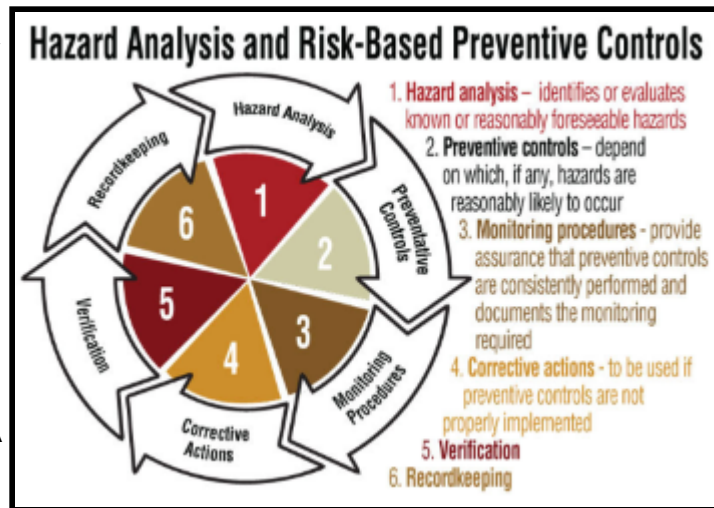 Hazard Analysis and Risk-Based Preventive Controls
Hazard Analysis
Preventative
Controls
Monitoring
Procedures
Corrective
Actions
Verification
Recordkeeping
1
2
3
4
5
6
1. Hazard analysis – identifies or evaluates
known or reasonably foreseeable hazards
2. Preventive controls – depend
on which, if any, hazards are
reasonably likely to occur
3. Monitoring procedures - provide
assurance that preventive controls
are consistently performed and
documents the monitoring
required
4. Corrective actions - to be used if
preventive controls are not
properly implemented
5. Verification
6. Recordkeeping